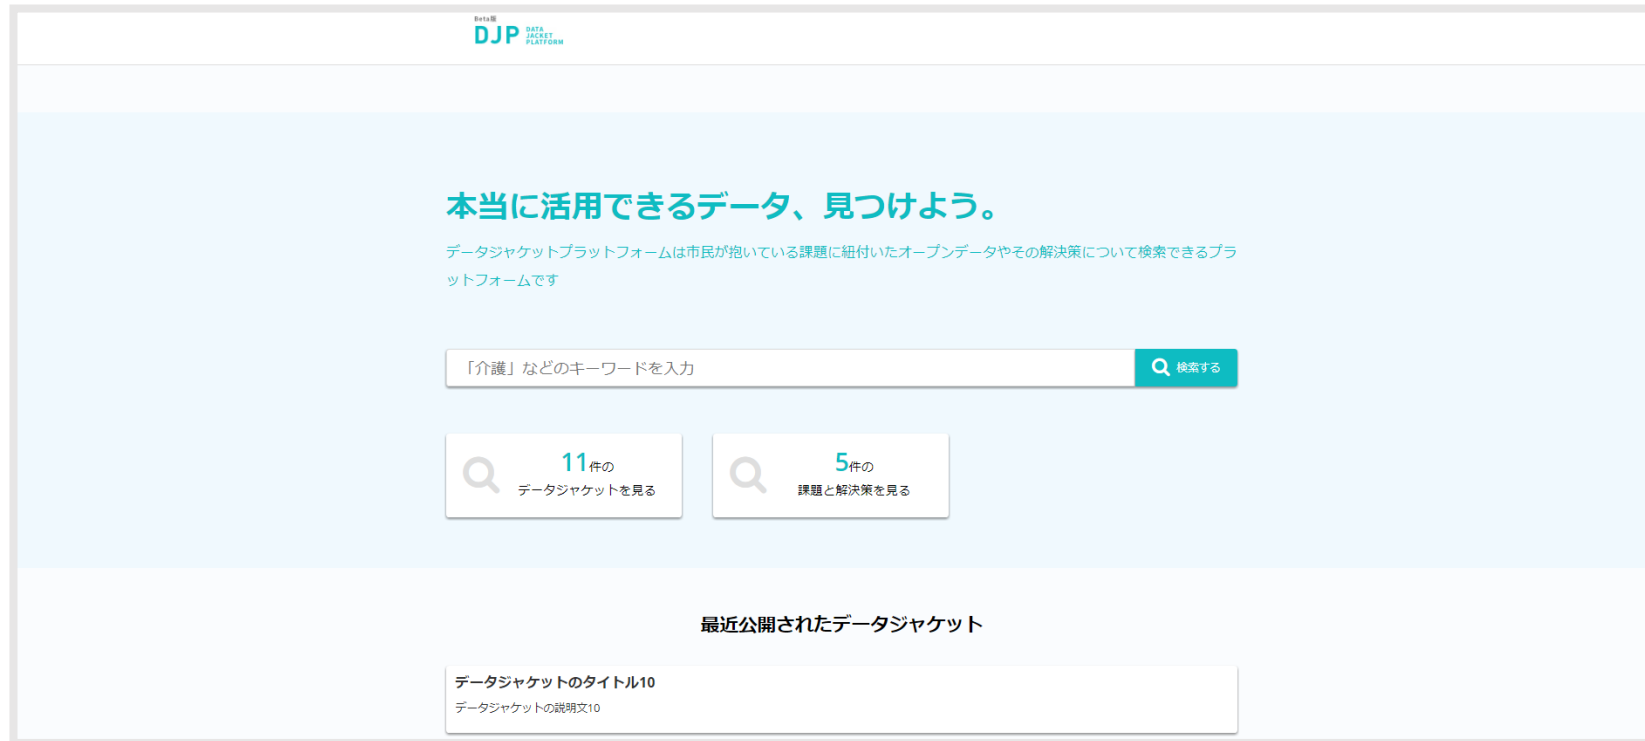 Beta版
DJP DATA JACKET PLATFORM
本当に活用できるデータ、見つけよう。
データジャケットプラットフォームは市民が抱いている課題に紐付いたオープンデータやその解決策について検索できるプラ
ットフォームです
「介護」などのキーワードを入力
検索する
11件の
データジャケットを見る
5件の
課題と解決策を見る
最近公開されたデータジャケット
データジャケットのタイトル10
データジャケットの説明文10